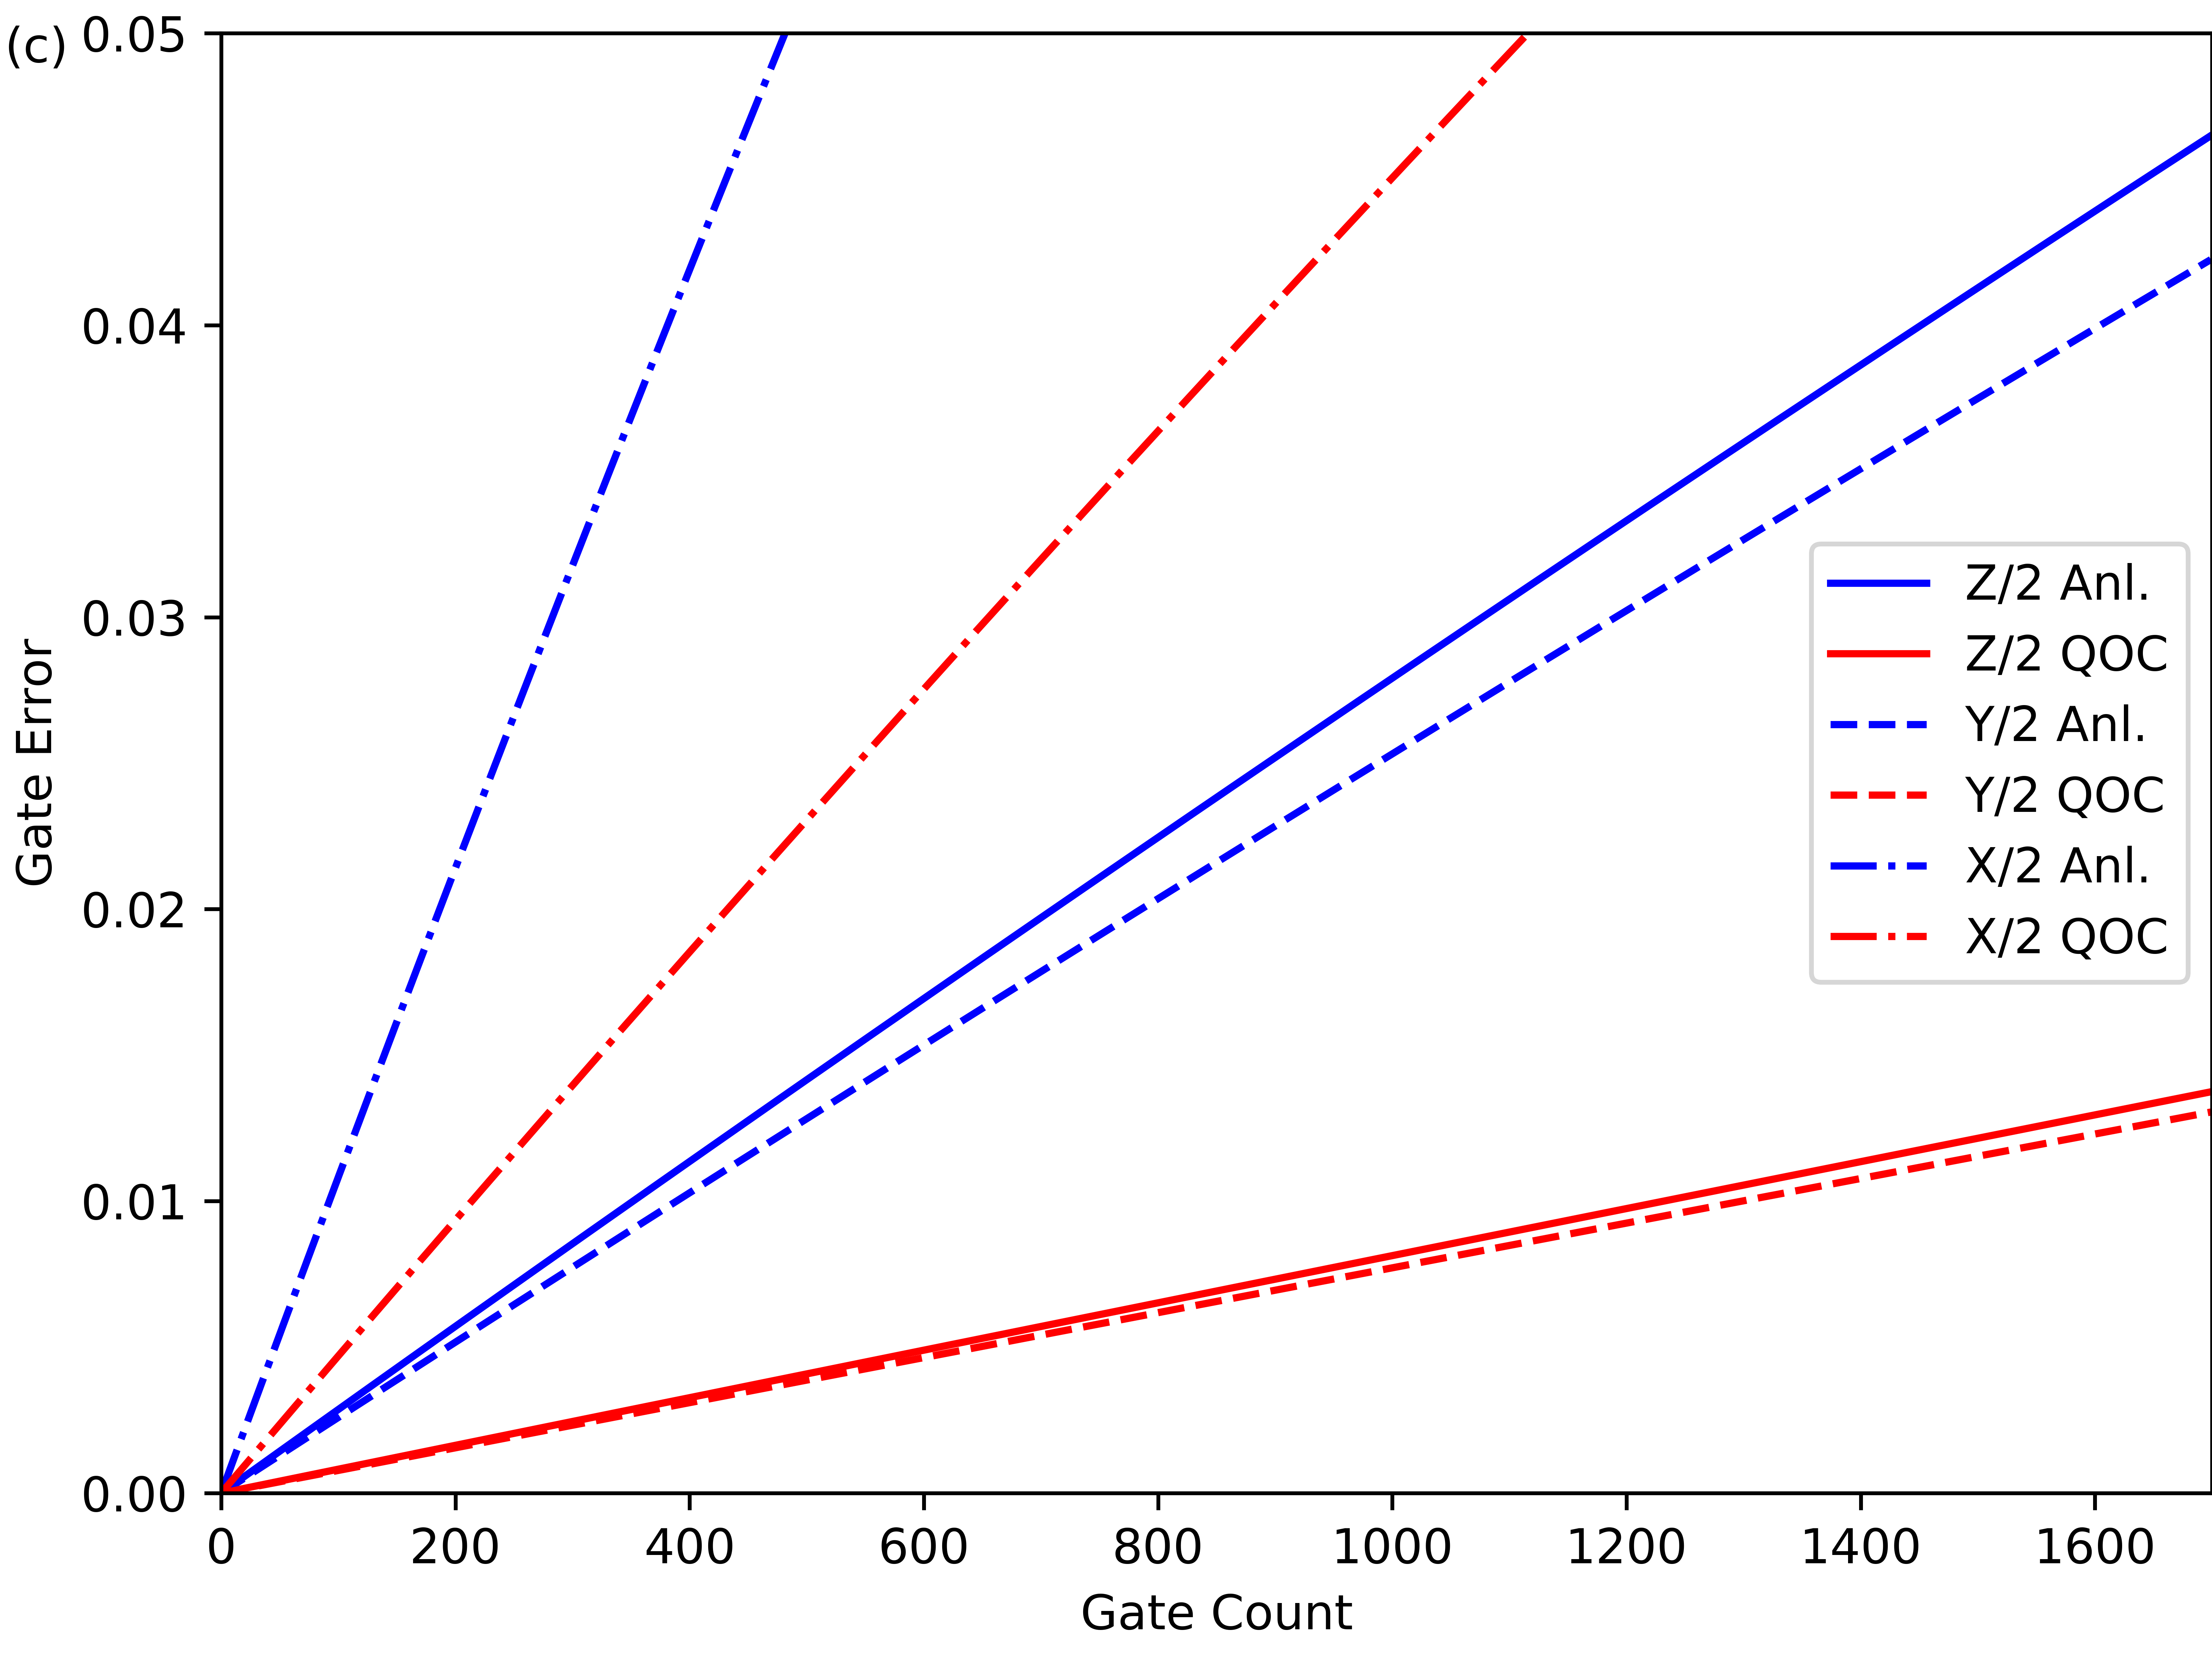 (c)
0.05
0.04
0.03
0.02
0.01
0.00
Gate Error
0 200 400 600 800 1000 1200 1400 1600
Gate Count
Z/2 Anl.
Z/2 QOC
Y/2 Anl.
Y/2 QOC
X/2 Anl.
X/2 QOC